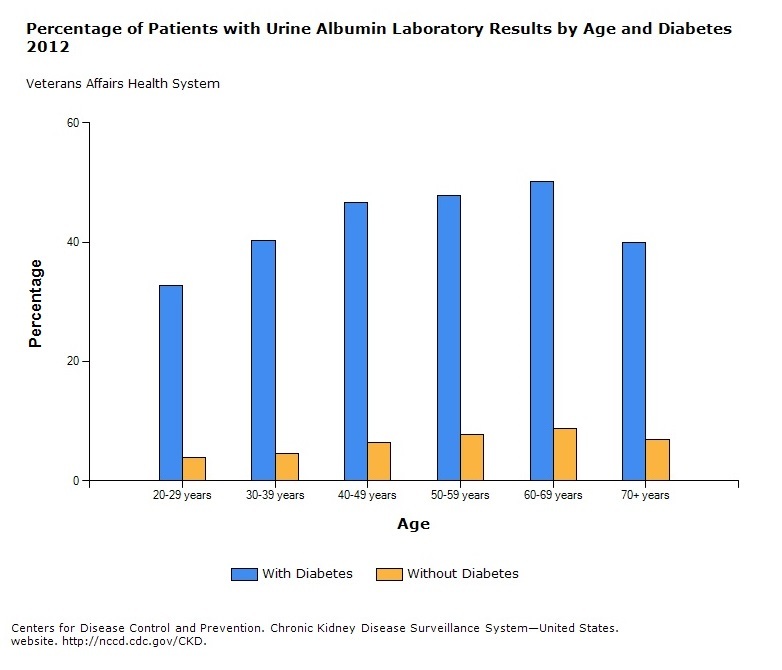 Percentage of Patients with Urine Albumin Laboratory Results by Age and Diabetes
2012
Veterans Affairs Health System
60
40
20
0
Percentage
20-29 years
30-39 years
40-49 years
50-59 years
60-69 years
70+ years
Age
With Diabetes
Without Diabetes
Centers for Disease Control and Prevention. Chronic Kidney Disease Surveillance System—United States.
website. http://nccd.cdc.gov/CKD.